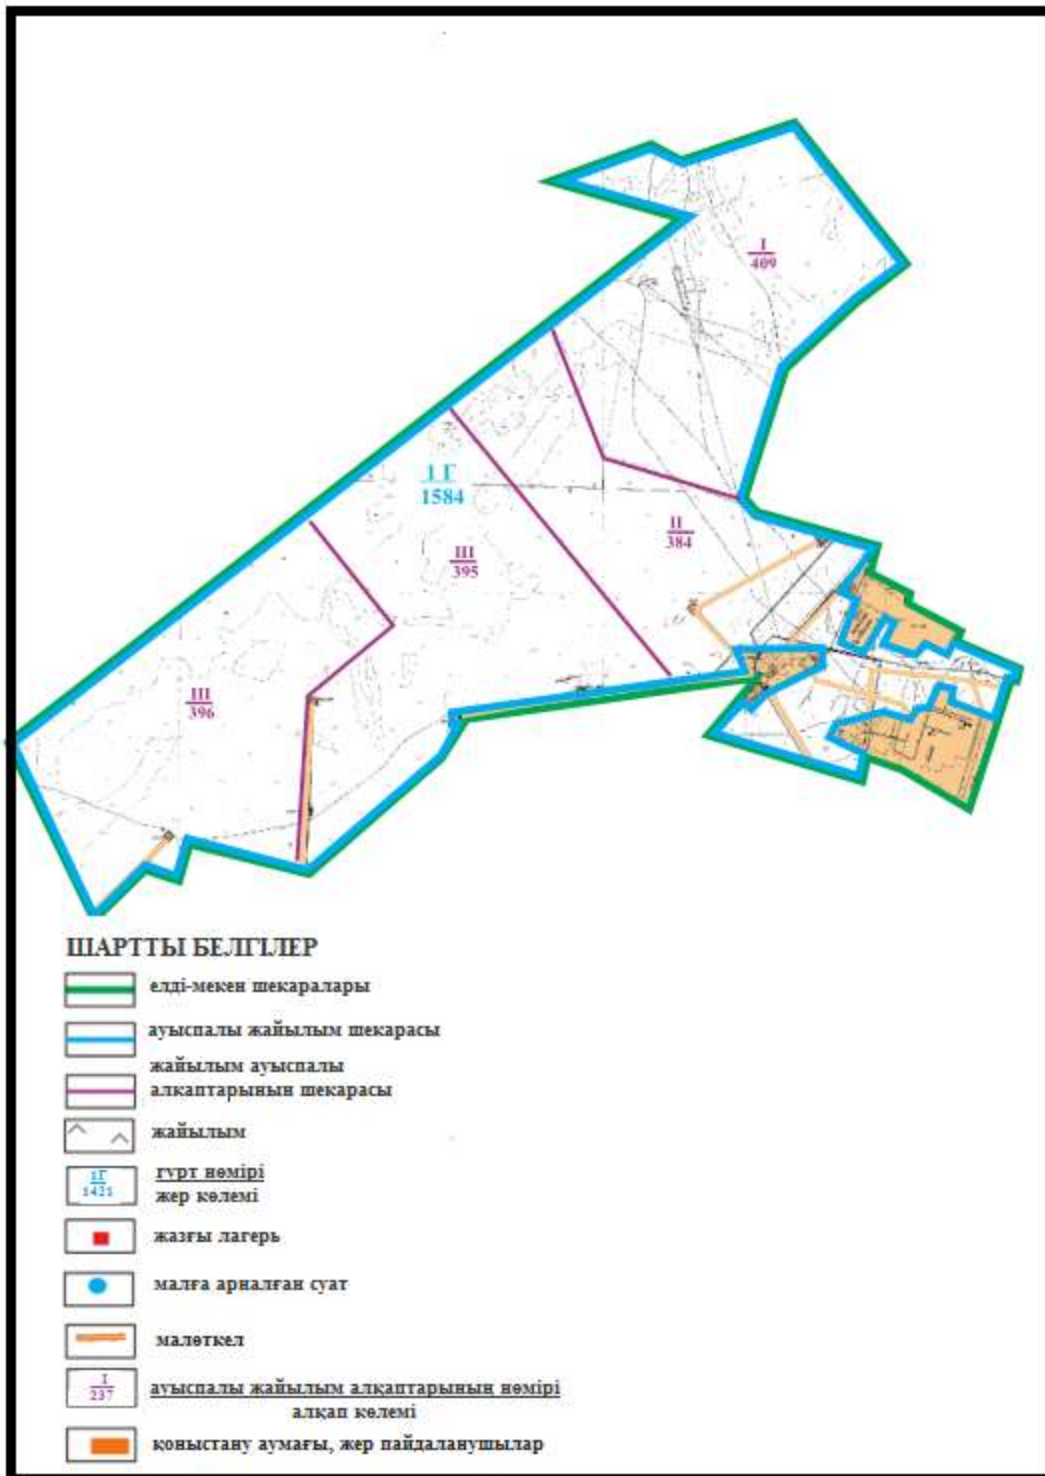 I
409
I Г
1584
II
384
III
395
III
396
ШАРТТЫ БЕЛГІЛЕР
елді-мекен шекаралары
ауыспалы жайылым шекарасы
жайылым ауыспалы
алкаптарынын шекарасы
жайылым
1Г
1421
гурт нөмірі
жер көлемі
жазғы лагерь
малға арналған суат
малөткел
I
237
ауыспалы жайылым алқаптарының нөмірі
алқап көлемі
қоныстану аумағы, жер пайдаланушылар